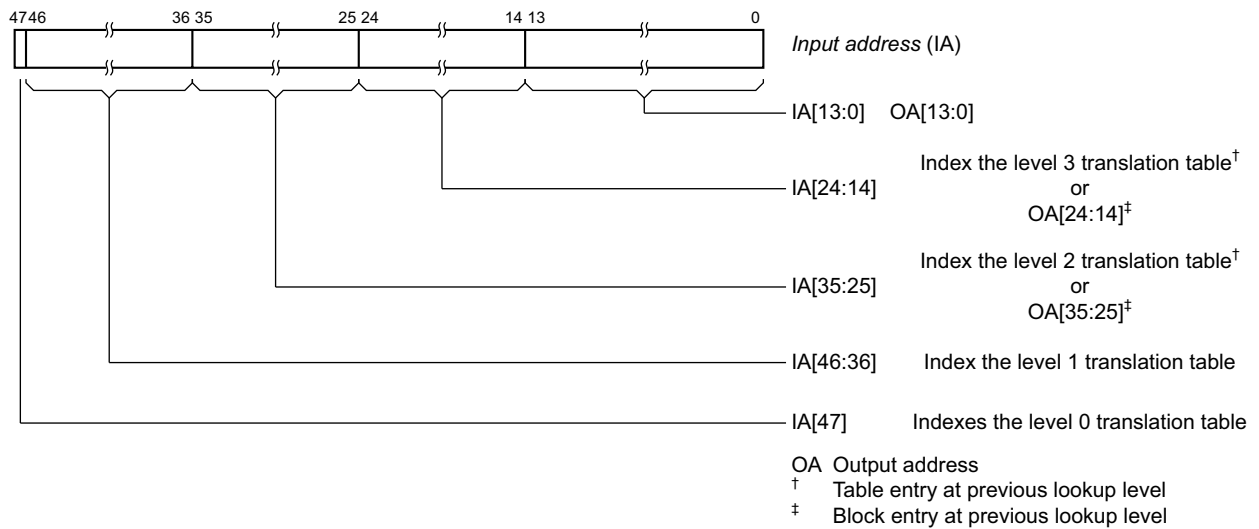 4746 36 35 25 24 14 13 0
Input address (IA)
IA[13:0] OA[13:0]
IA[24:14] Index the level 3 translation table†
or
OA[24:14]‡
IA[35:25] Index the level 2 translation table†
or
OA[35:25]‡
IA[46:36] Index the level 1 translation table
IA[47] Indexes the level 0 translation table
OA Output address
† Table entry at previous lookup level
‡ Block entry at previous lookup level